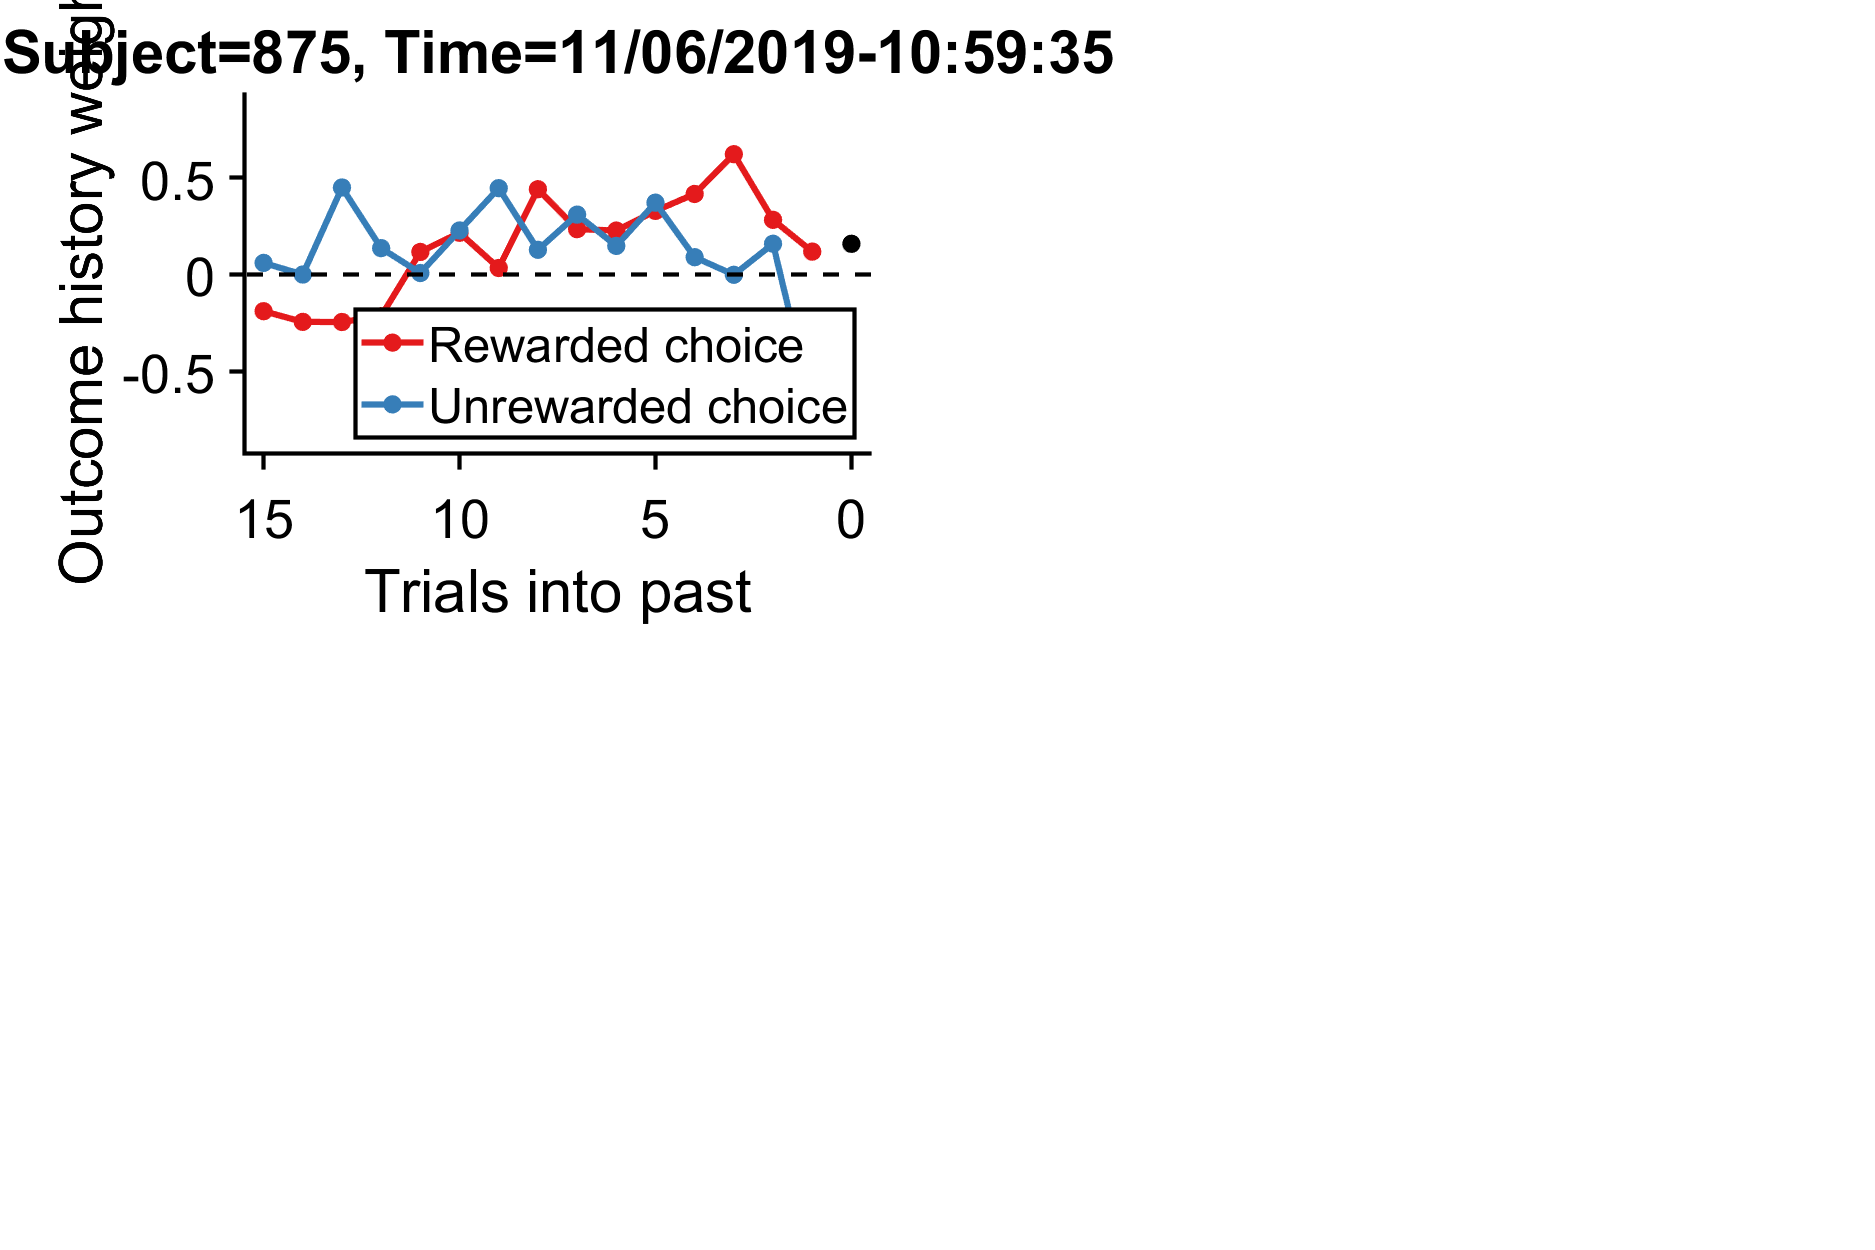 Subject=875, Time=11/06/2019-10:59:35
Outcome history
0.5
0
-0.5
Rewarded choice
Unrewarded choice
15 10 5 0
Trials into past